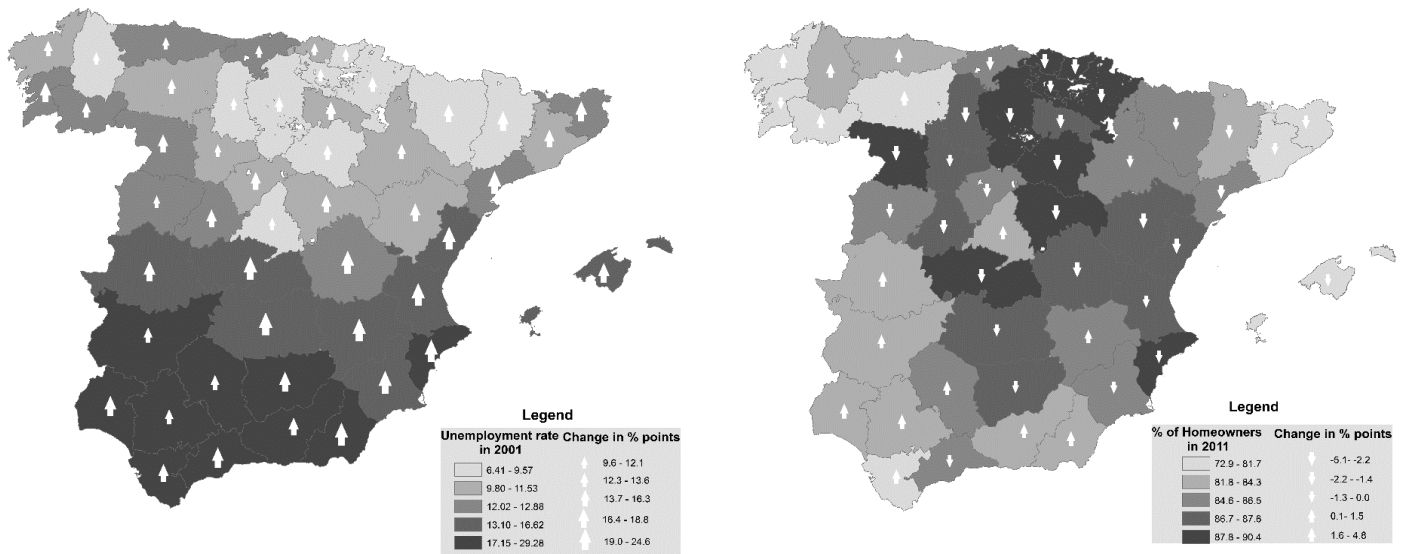 Legend
Unemployment rate in 2001 Change in % points
6.41 - 9.57 9.6 - 12.1
9.80 - 11.53 12.3 - 13.6
12.02 - 12.88 13.7 - 16.3
13.10 - 16.62 16.4 - 18.8
17.15 - 29.28 19.0 - 24.6
Legend
% of Homeowners in 2011 Change in % points
72.9 - 81.7 -5.1- -2.2
81.8 - 84.3 -2.2 - -1.4
84.6 - 86.5 -1.3 - 0.0
86.7 - 87.6 0.1 - 1.5
87.8 - 90.4 1.6 - 4.8